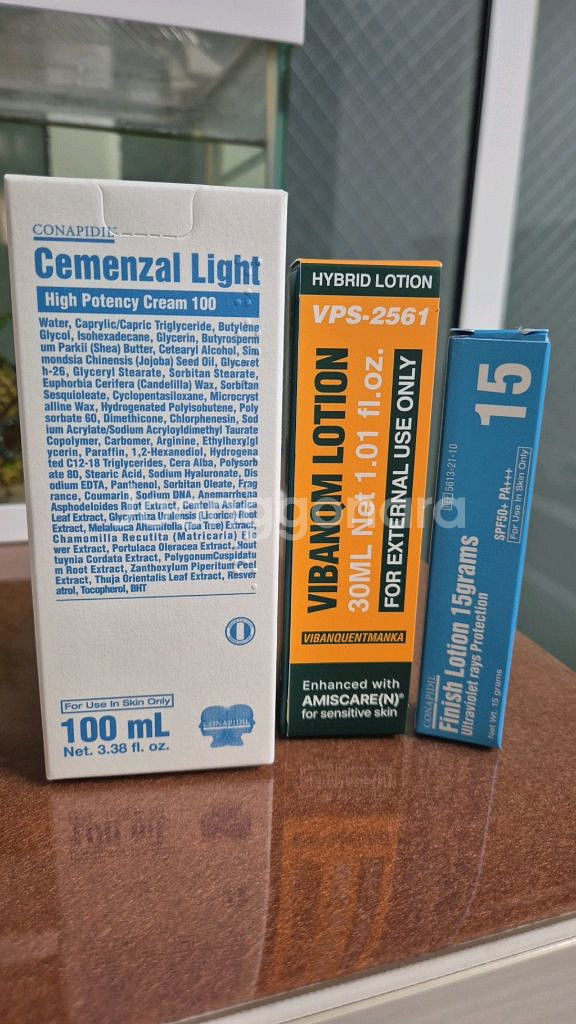 CONAPIDIL
Cemenzal Light
High Potency Cream 100
Water, Caprylic/Capric Triglyceride, Butylene
Glycol, Isohexadecane, Glycerin, Butyrosperm
um Parkii (Shea) Butter, Cetearyl Alcohol, Sim
mondsia Chinensis (Jojoba) Seed Oil, Glyceret
h-26, Glyceryl Stearate, Sorbitan Stearate,
Euphorbia Cerifera (Candelilla) Wax, Sorbitan
Sesquioleate, Cyclopentasiloxane, Microcryst
alline Wax, Hydrogenated Polyisobutene, Poly
sorbate 60, Dimethicone, Chlorphenesin, Sod
ium Acrylate/Sodium Acryloyldimethyl Taurate
Copolymer, Carbomer, Arginine, Ethylhexylgl
ycerin, Paraffin, 1,2-Hexanediol, Hydrogena
ted C12-18 Triglycerides, Cera Alba, Polysorb
ate 80, Stearic Acid, Sodium Hyaluronate, Dis
odium EDTA, Panthenol, Sorbitan Oleate, Frag
rance, Coumarin, Sodium DNA, Anemarrhena
Asphodeloides Root Extract, Centella Asiatica
Leaf Extract, Glycyrrhiza Uralensis (Licorice) Root
Extract, Melaleuca Alternifolia (Tea Tree) Extract,
Chamomilla Recutita (Matricaria) Flo
wer Extract, Portulaca Oleracea Extract, Hout
tuynia Cordata Extract, PolygonumCuspidatu
m Root Extract, Zanthoxylum Piperitum Peel
Extract, Thuja Orientalis Leaf Extract, Resver
atrol, Tocopherol, BHT
For Use In Skin Only
100 mL
Net. 3.38 fl. oz.
CONAPIDIL
HYBRID LOTION
VPS-2561
VIBANQM LOTION
30ML Net 1.01 fl.oz.
FOR EXTERNAL USE ONLY
VIBANQUENTMANKA
Enhanced with
AMISCARE(N)®
for sensitive skin
15
5613-21-10
SPF50+ PA+++
For Use In Skin Only
CONAPIDIL
Finish Lotion 15grams
Ultraviolet rays Protection
Net Wt. 15 grams